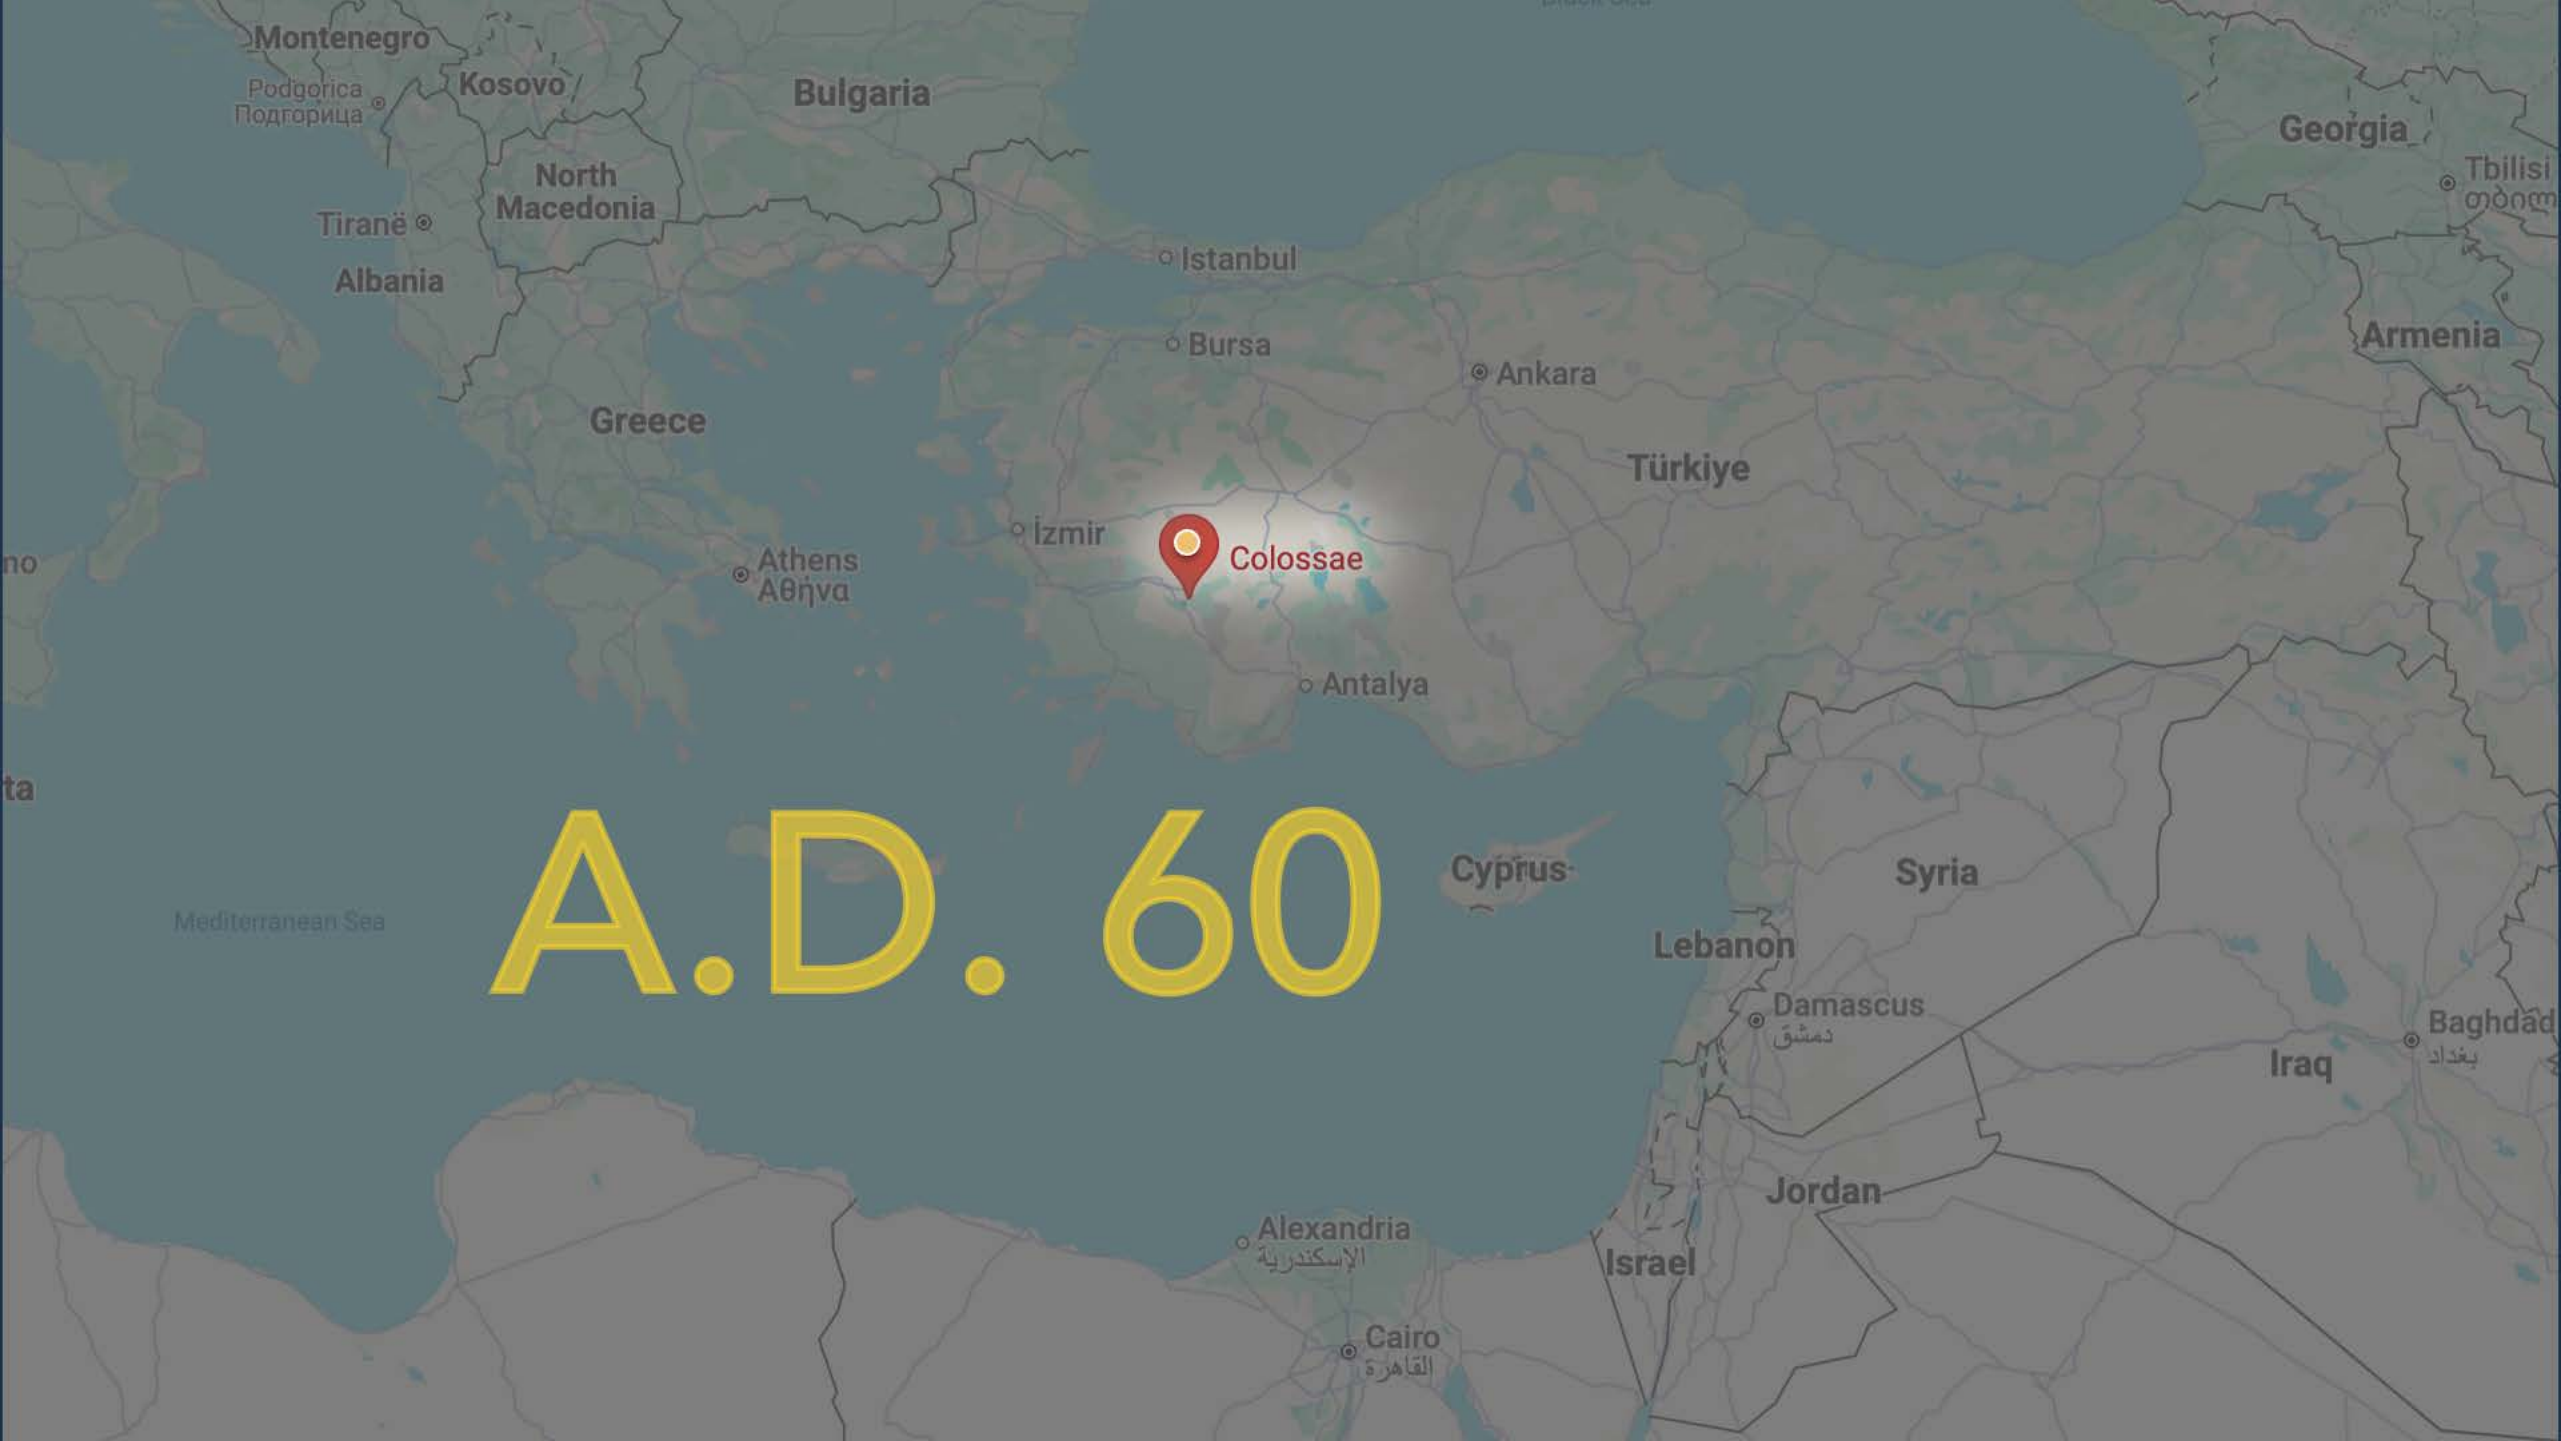 Montenegro
Kosovo
Podgorica
Подгорица
Bulgaria
Georgia
Tbilisi
North
Macedonia
Tiranë
Istanbul
Albania
Armenia
Bursa
Ankara
Greece
Türkiye
İzmir
Colossae
Athens
Αθήνα
no
Antalya
ta
A.D. 60
Cyprus
Syria
Mediterranean Sea
Lebanon
Damascus
دمشق
Baghdad
بغداد
Iraq
Jordan
Alexandria
الإسكندرية
Israel
Cairo
القاهرة